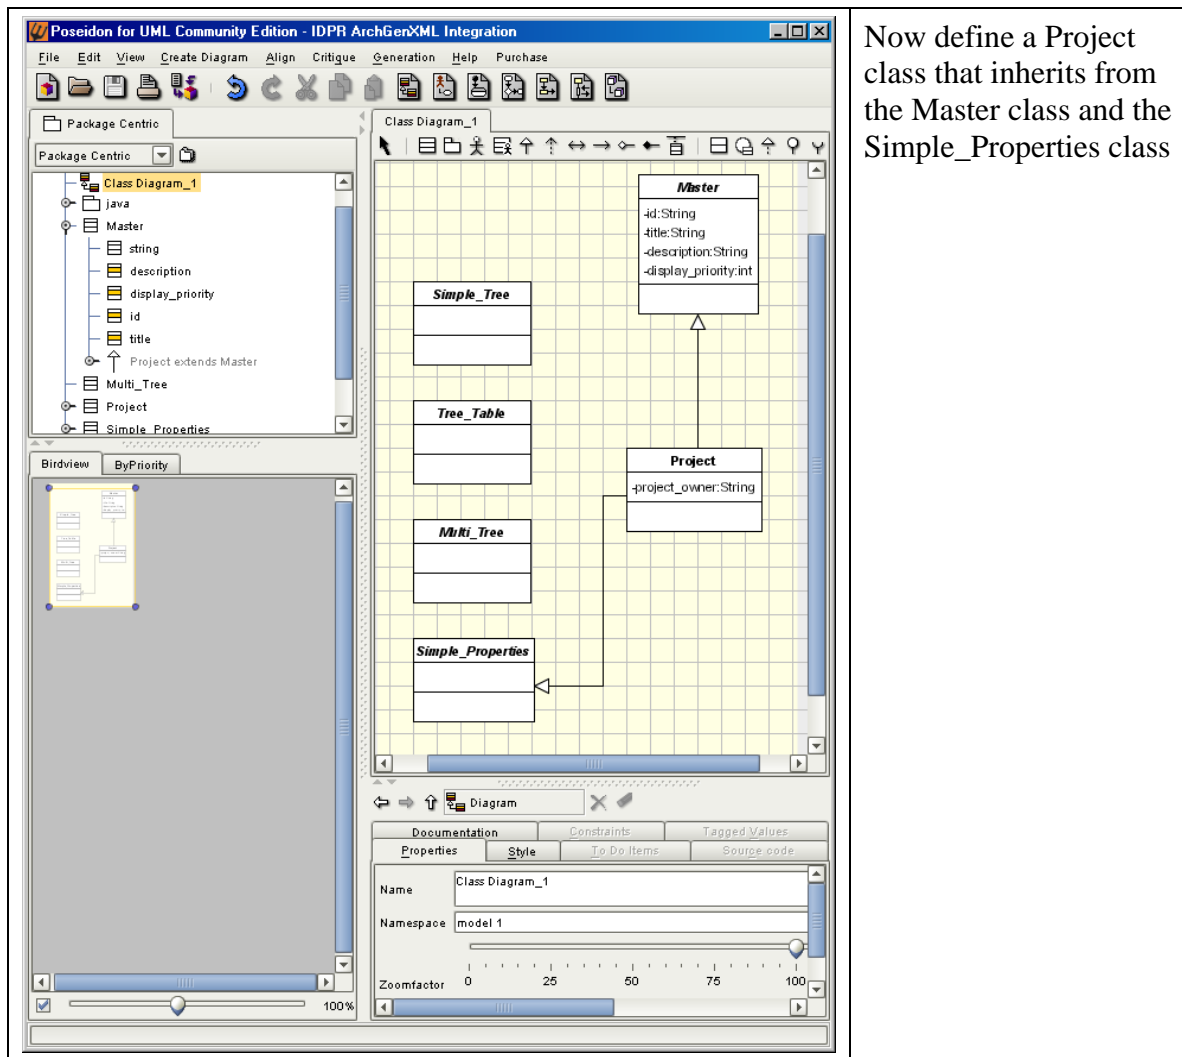 Poseidon for UML Community Edition - IDPR ArchGenXML Integration
File Edit View Create Diagram Align Critique Generation Help Purchase
Package Centric
Package Centric
Class Diagram_1
java
Master
string
description
display_priority
id
title
Project extends Master
Multi_Tree
Project
Simple_Properties
Birdview ByPriority
100%
Class Diagram_1
Master
-id:String
-title:String
-description:String
-display_priority:int
Simple_Tree
Tree_Table
Project
-project_owner:String
Multi_Tree
Simple_Properties
Diagram
Documentation Constraints Tagged Values
Properties Style To Do Items Source code
Name Class Diagram_1
Namespace model 1
Zoomfactor 0 25 50 75 100
Now define a Project
class that inherits from
the Master class and the
Simple_Properties class